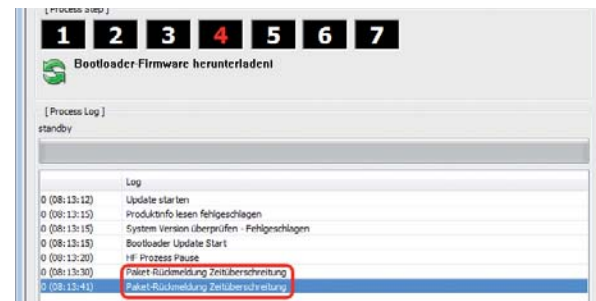 [ Process Step ]
1 2 3 4 5 6 7
Bootloader-Firmware herunterladen!
[ Process Log ]
standby
Log
0 (08:13:12) Update starten
0 (08:13:15) Produktinfo lesen fehlgeschlagen
0 (08:13:15) System Version überprüfen - Fehlgeschlagen
0 (08:13:15) Bootloader Update Start
0 (08:13:20) HF Prozess Pause
0 (08:13:30) Paket-Rückmeldung Zeitüberschreitung
0 (08:13:41) Paket-Rückmeldung Zeitüberschreitung